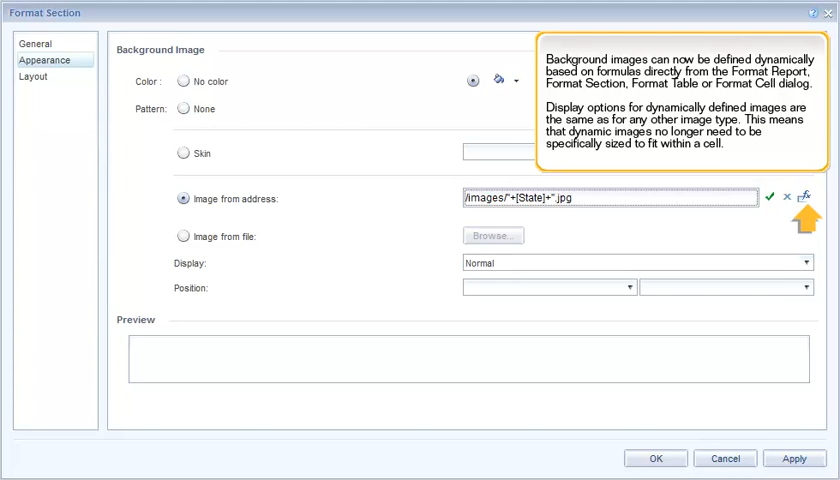 Format Section
General
Appearance
Layout
Background Image
Color :
No color
Pattern:
None
Skin
Image from address:
/images/"+[State]+".jpg
fx
Image from file:
Browse...
Display:
Normal
Position:
Preview
Background images can now be defined dynamically
based on formulas directly from the Format Report,
Format Section, Format Table or Format Cell dialog.
Display options for dynamically defined images are
the same as for any other image type. This means
that dynamic images no longer need to be
specifically sized to fit within a cell.
OK
Cancel
Apply